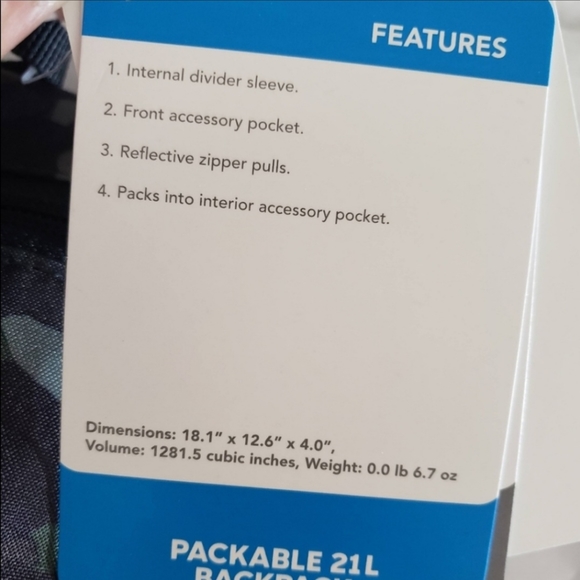 FEATURES
1. Internal divider sleeve.
2. Front accessory pocket.
3. Reflective zipper pulls.
4. Packs into interior accessory pocket.
Dimensions: 18.1" x 12.6" x 4.0",
Volume: 1281.5 cubic inches, Weight: 0.0 lb 6.7 oz
PACKABLE 21L
BACKPACK